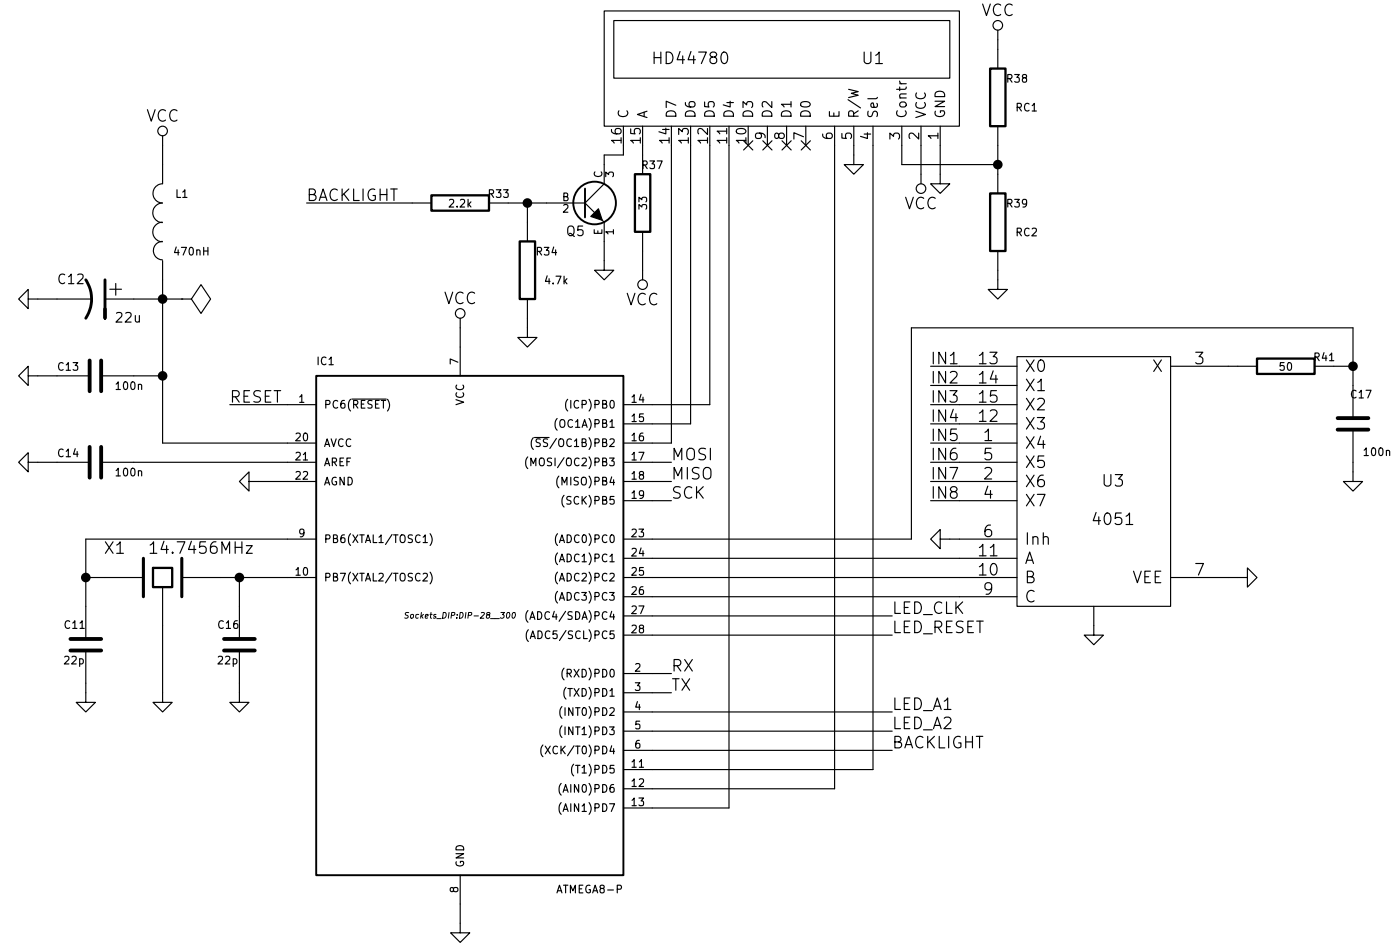 VCC
HD44780 U1
C A D7 D6 D5 D4 D3 D2 D1 D0 E R/W Sel Contr VCC GND
16 15 14 13 12 11 10 9 8 7 6 5 4 3 2 1
R38
RC1
R39
RC2
VCC
VCC
L1
470nH
C12
22u
C13
100n
C14
100n
BACKLIGHT
R33
2.2k
R34
4.7k
B
2
C
3
E
1
Q5
R37
33
VCC
VCC
7
VCC
IC1
RESET 1 PC6(RESET)
20 AVCC
21 AREF
22 AGND
9 PB6(XTAL1/TOSC1)
10 PB7(XTAL2/TOSC2)
X1 14.7456MHz
C11
22p
C16
22p
Sockets_DIP:DIP-28__300
(ICP)PB0 14
(OC1A)PB1 15
(SS/OC1B)PB2 16
(MOSI/OC2)PB3 17 MOSI
(MISO)PB4 18 MISO
(SCK)PB5 19 SCK
(ADC0)PC0 23
(ADC1)PC1 24
(ADC2)PC2 25
(ADC3)PC3 26
(ADC4/SDA)PC4 27 LED_CLK
(ADC5/SCL)PC5 28 LED_RESET
(RXD)PD0 2 RX
(TXD)PD1 3 TX
(INT0)PD2 4 LED_A1
(INT1)PD3 5 LED_A2
(XCK/T0)PD4 6 BACKLIGHT
(T1)PD5 11
(AIN0)PD6 12
(AIN1)PD7 13
GND
8
ATMEGA8-P
IN1 13 X0
IN2 14 X1
IN3 15 X2
IN4 12 X3
IN5 1 X4
IN6 5 X5
IN7 2 X6
IN8 4 X7
6 Inh
11 A
10 B
9 C
U3
4051
X 3
VEE 7
R41
50
C17
100n